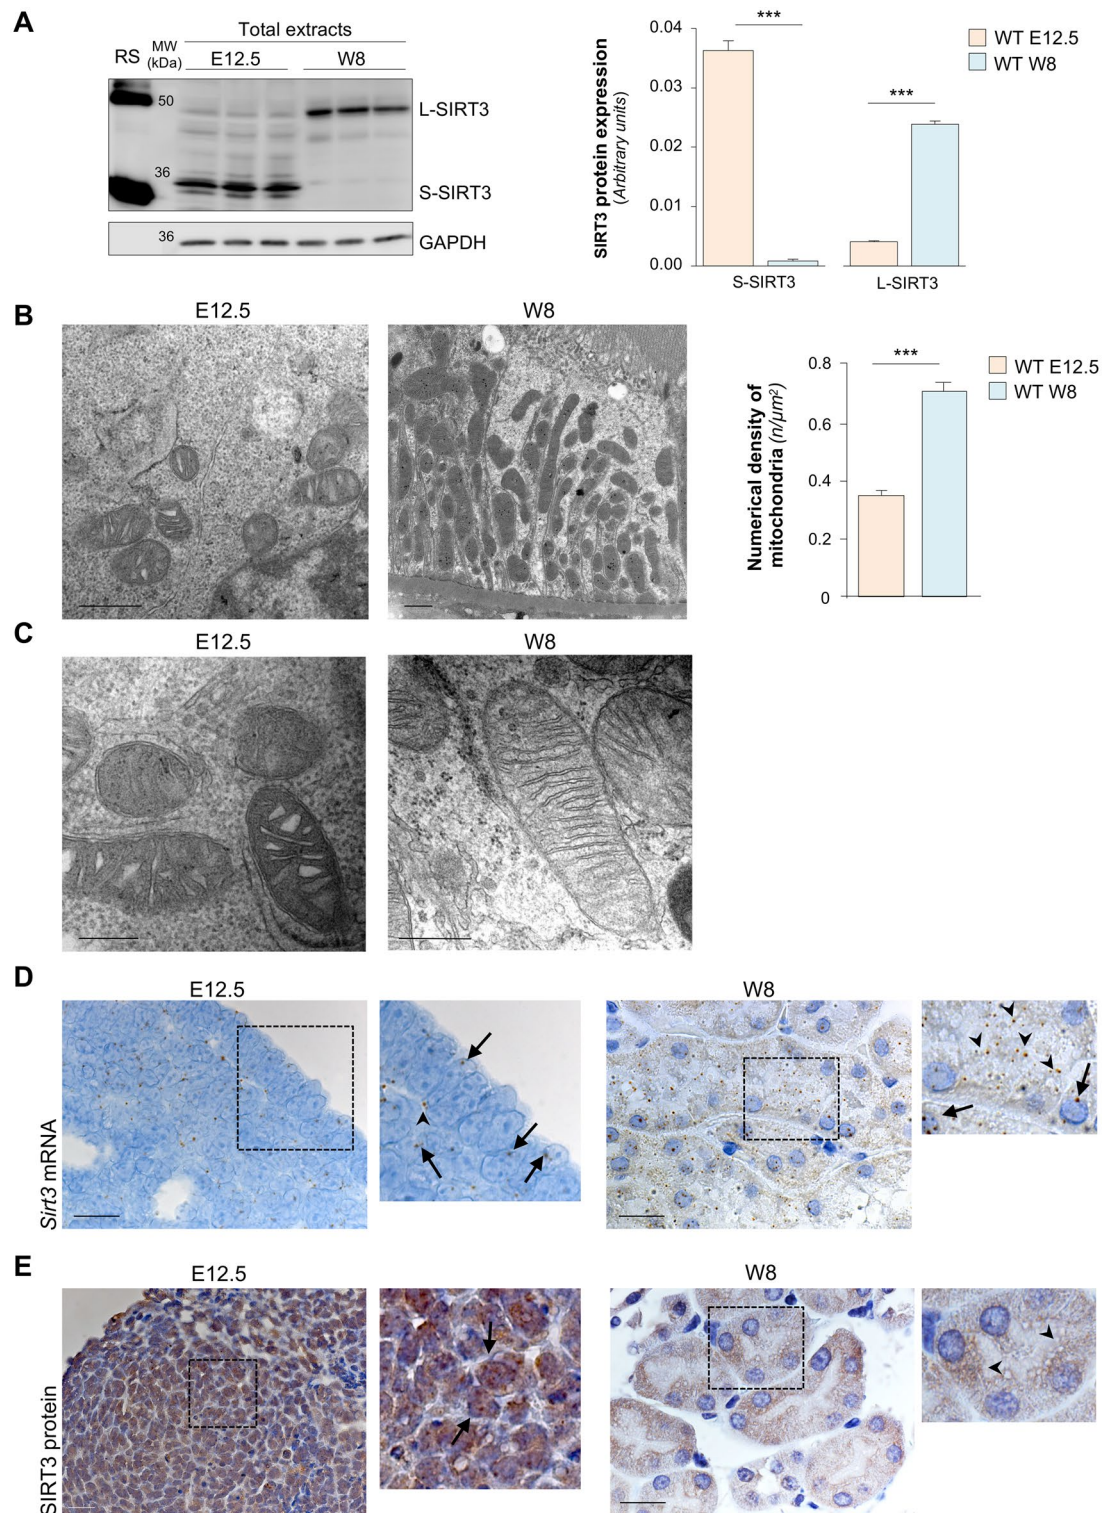 A
Total extracts
RS
MW
(kDa)
E12.5
W8
50
L-SIRT3
36
S-SIRT3
36
GAPDH
SIRT3 protein expression
(Arbitrary units)
0.04
0.03
0.02
0.01
0.00
***
***
S-SIRT3
L-SIRT3
WT E12.5
WT W8
B
E12.5
W8
Numerical density of
mitochondria (n/µm²)
0.8
0.6
0.4
0.2
0
***
WT E12.5
WT W8
C
E12.5
W8
D
E12.5
W8
Sirt3 mRNA
E
E12.5
W8
SIRT3 protein